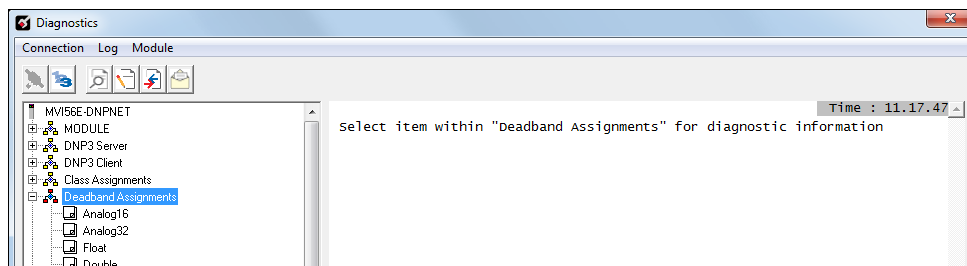 Diagnostics
Connection Log Module
MVI56E-DNPNET
MODULE
DNP3 Server
DNP3 Client
Class Assignments
Deadband Assignments
Analog16
Analog32
Float
Double
Time : 11.17.47
Select item within "Deadband Assignments" for diagnostic information